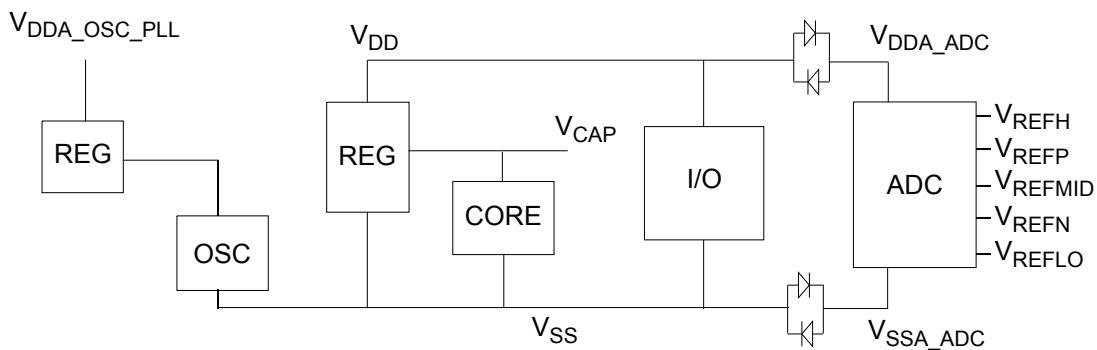 VDDA_OSC_PLL
VDD
VDDA_ADC
REG
REG
VCAP
CORE
I/O
ADC
VREFH
VREFP
VREFMID
VREFN
VREFLO
OSC
VSS
VSSA_ADC